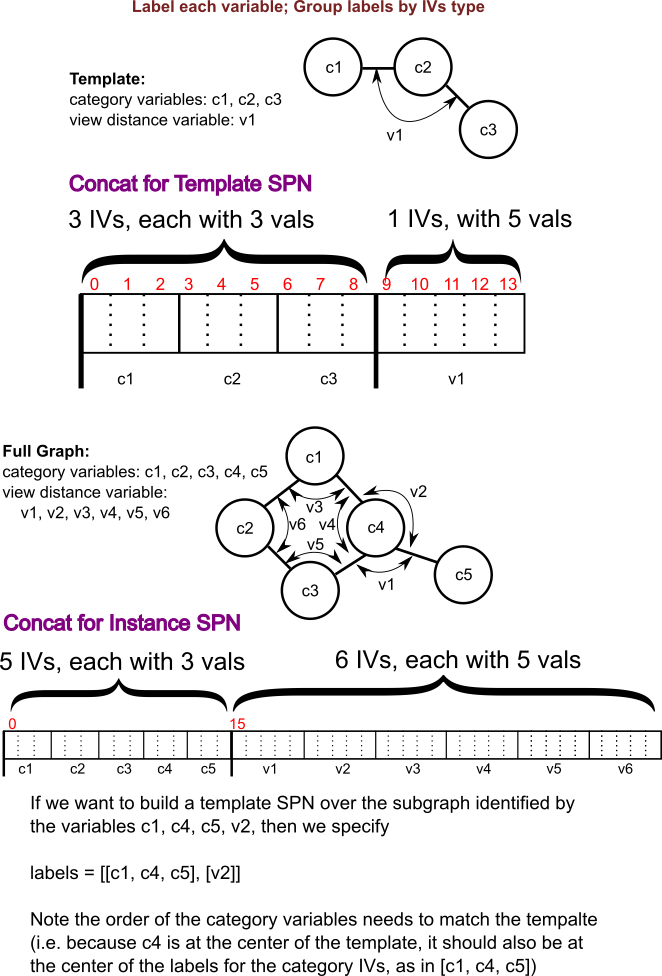 Label each variable; Group labels by IVs type
Template:
category variables: c1, c2, c3
view distance variable: v1
c1
c2
c3
v1
Concat for Template SPN
3 IVs, each with 3 vals
1 IVs, with 5 vals
0 1 2 3 4 5 6 7 8 9 10 11 12 13
c1 c2 c3 v1
Full Graph:
category variables: c1, c2, c3, c4, c5
view distance variable:
v1, v2, v3, v4, v5, v6
c1
v2
v3
c2
v6
v4
c4
v5
c3
v1
c5
Concat for Instance SPN
5 IVs, each with 3 vals
6 IVs, each with 5 vals
0 15
c1 c2 c3 c4 c5 v1 v2 v3 v4 v5 v6
If we want to build a template SPN over the subgraph identified by
the variables c1, c4, c5, v2, then we specify
labels = [[c1, c4, c5], [v2]]
Note the order of the category variables needs to match the tempalte
(i.e. because c4 is at the center of the template, it should also be at
the center of the labels for the category IVs, as in [c1, c4, c5])